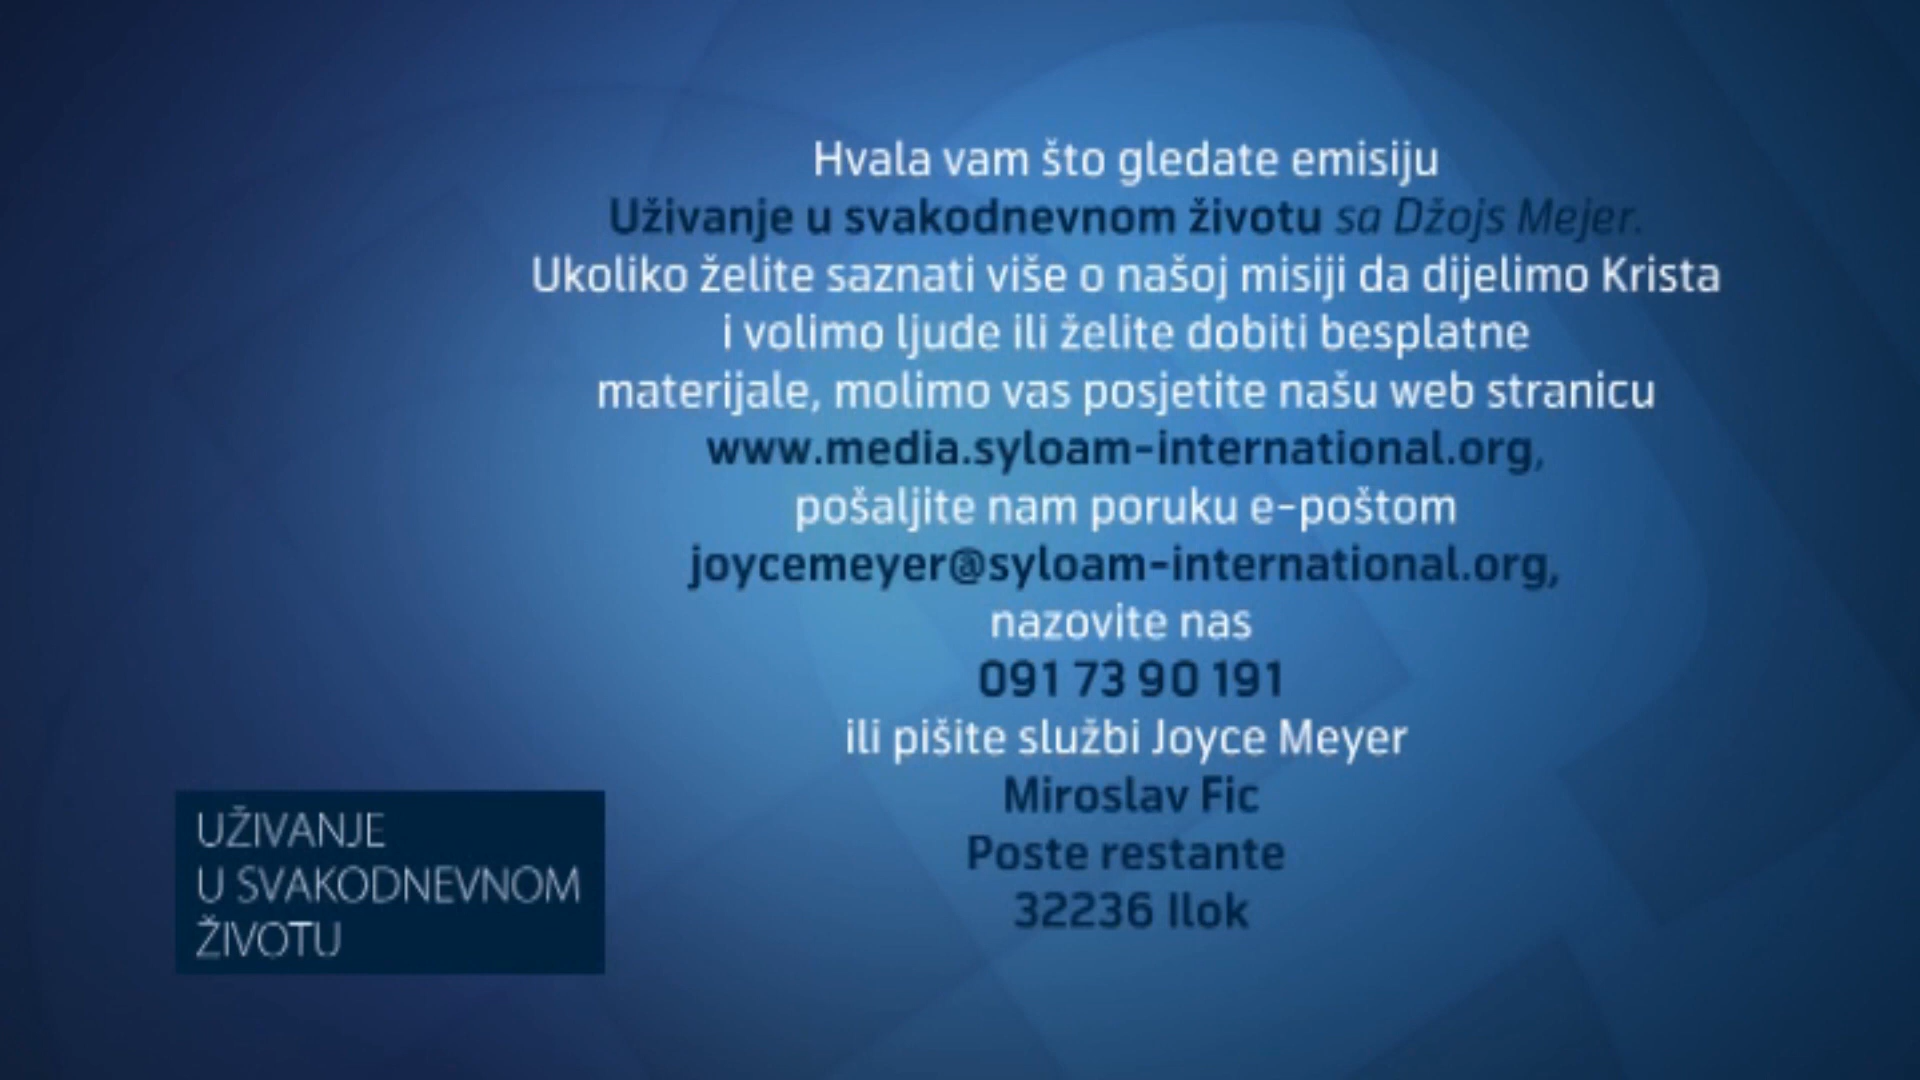 Hvala vam što gledate emisiju
Uživanje u svakodnevnom životu sa Džojs Mejer.
Ukoliko želite saznati više o našoj misiji da dijelimo Krista
i volimo ljude ili želite dobiti besplatne
materijale, molimo vas posjetite našu web stranicu
www.media.syloam-international.org,
pošaljite nam poruku e-poštom
joycemeyer@syloam-international.org,
nazovite nas
091 73 90 191
ili pišite službi Joyce Meyer
Miroslav Fic
Poste restante
32236 Ilok
UŽIVANJE
U SVAKODNEVNOM
ŽIVOTU